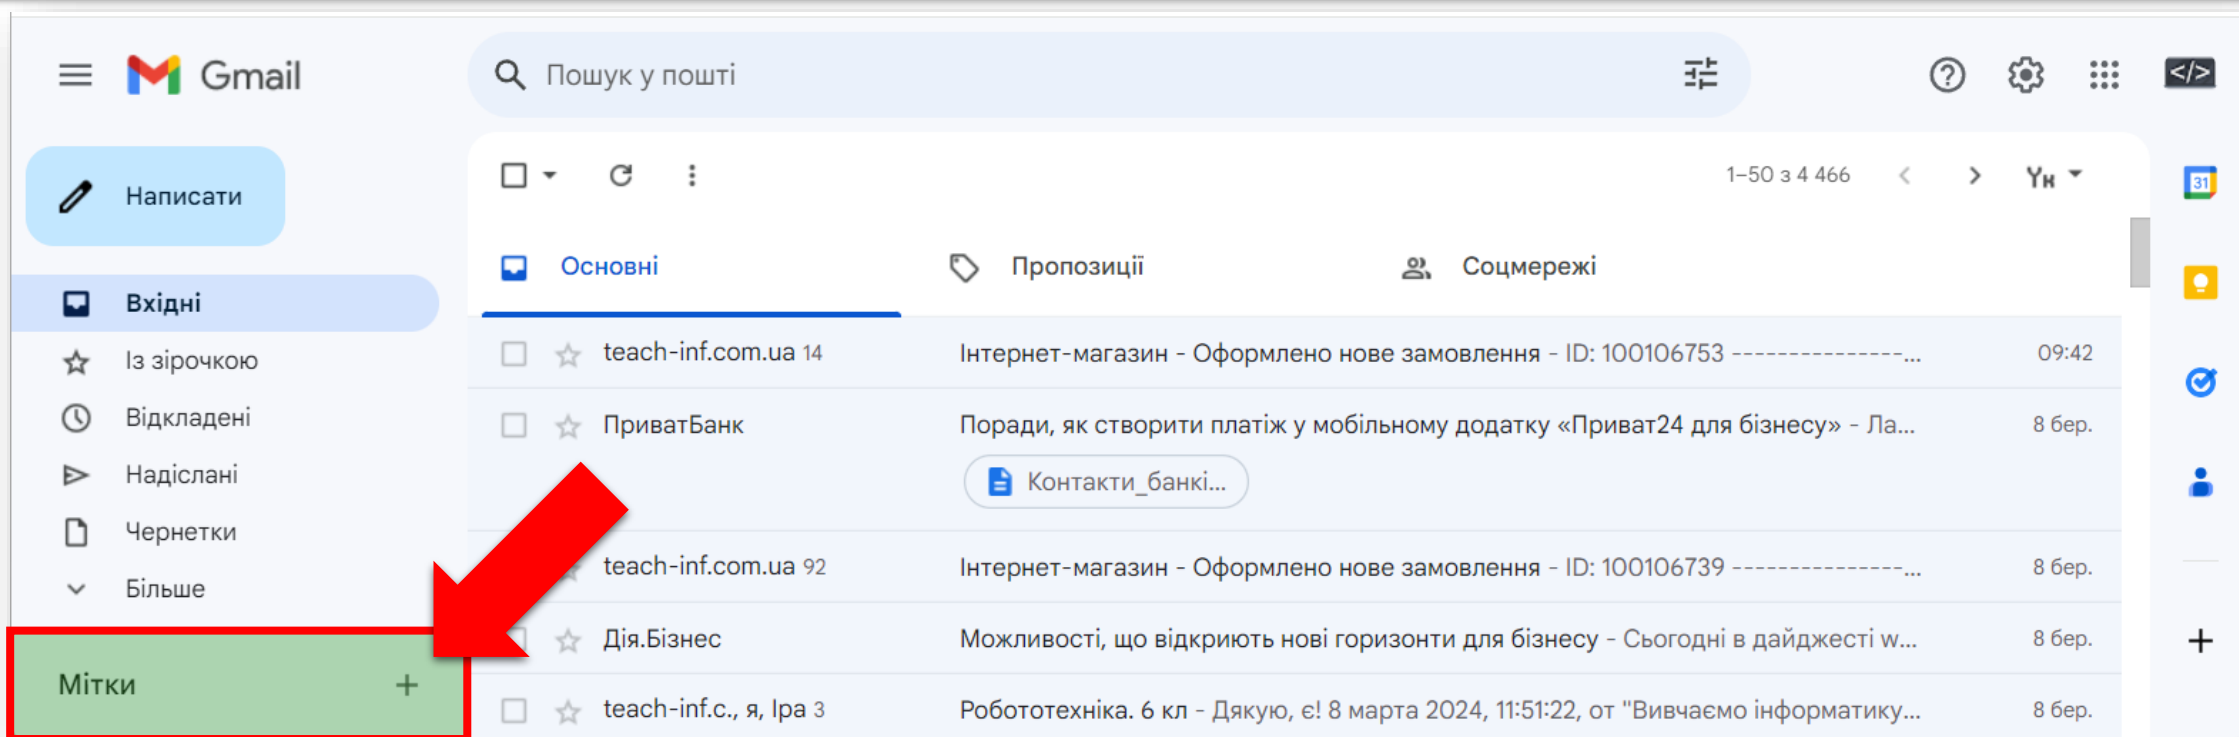 Gmail
Пошук у пошті
</>
Написати
1–50 з 4 466
Ун
31
Вхідні
Основні
Пропозиції
Соцмережі
Із зірочкою
teach-inf.com.ua 14 Інтернет-магазин - Оформлено нове замовлення - ID: 100106753 ---------------... 09:42
Відкладені
ПриватБанк Поради, як створити платіж у мобільному додатку «Приват24 для бізнесу» - Ла... 8 бер.
Надіслані
Контакти_банкі...
Чернетки
teach-inf.com.ua 92 Інтернет-магазин - Оформлено нове замовлення - ID: 100106739 ---------------... 8 бер.
Більше
Дія.Бізнес Можливості, що відкриють нові горизонти для бізнесу - Сьогодні в дайджесті w... 8 бер.
Мітки +
teach-inf.c., я, Іра 3 Робототехніка. 6 кл - Дякую, є! 8 марта 2024, 11:51:22, от "Вивчаємо інформатику... 8 бер.